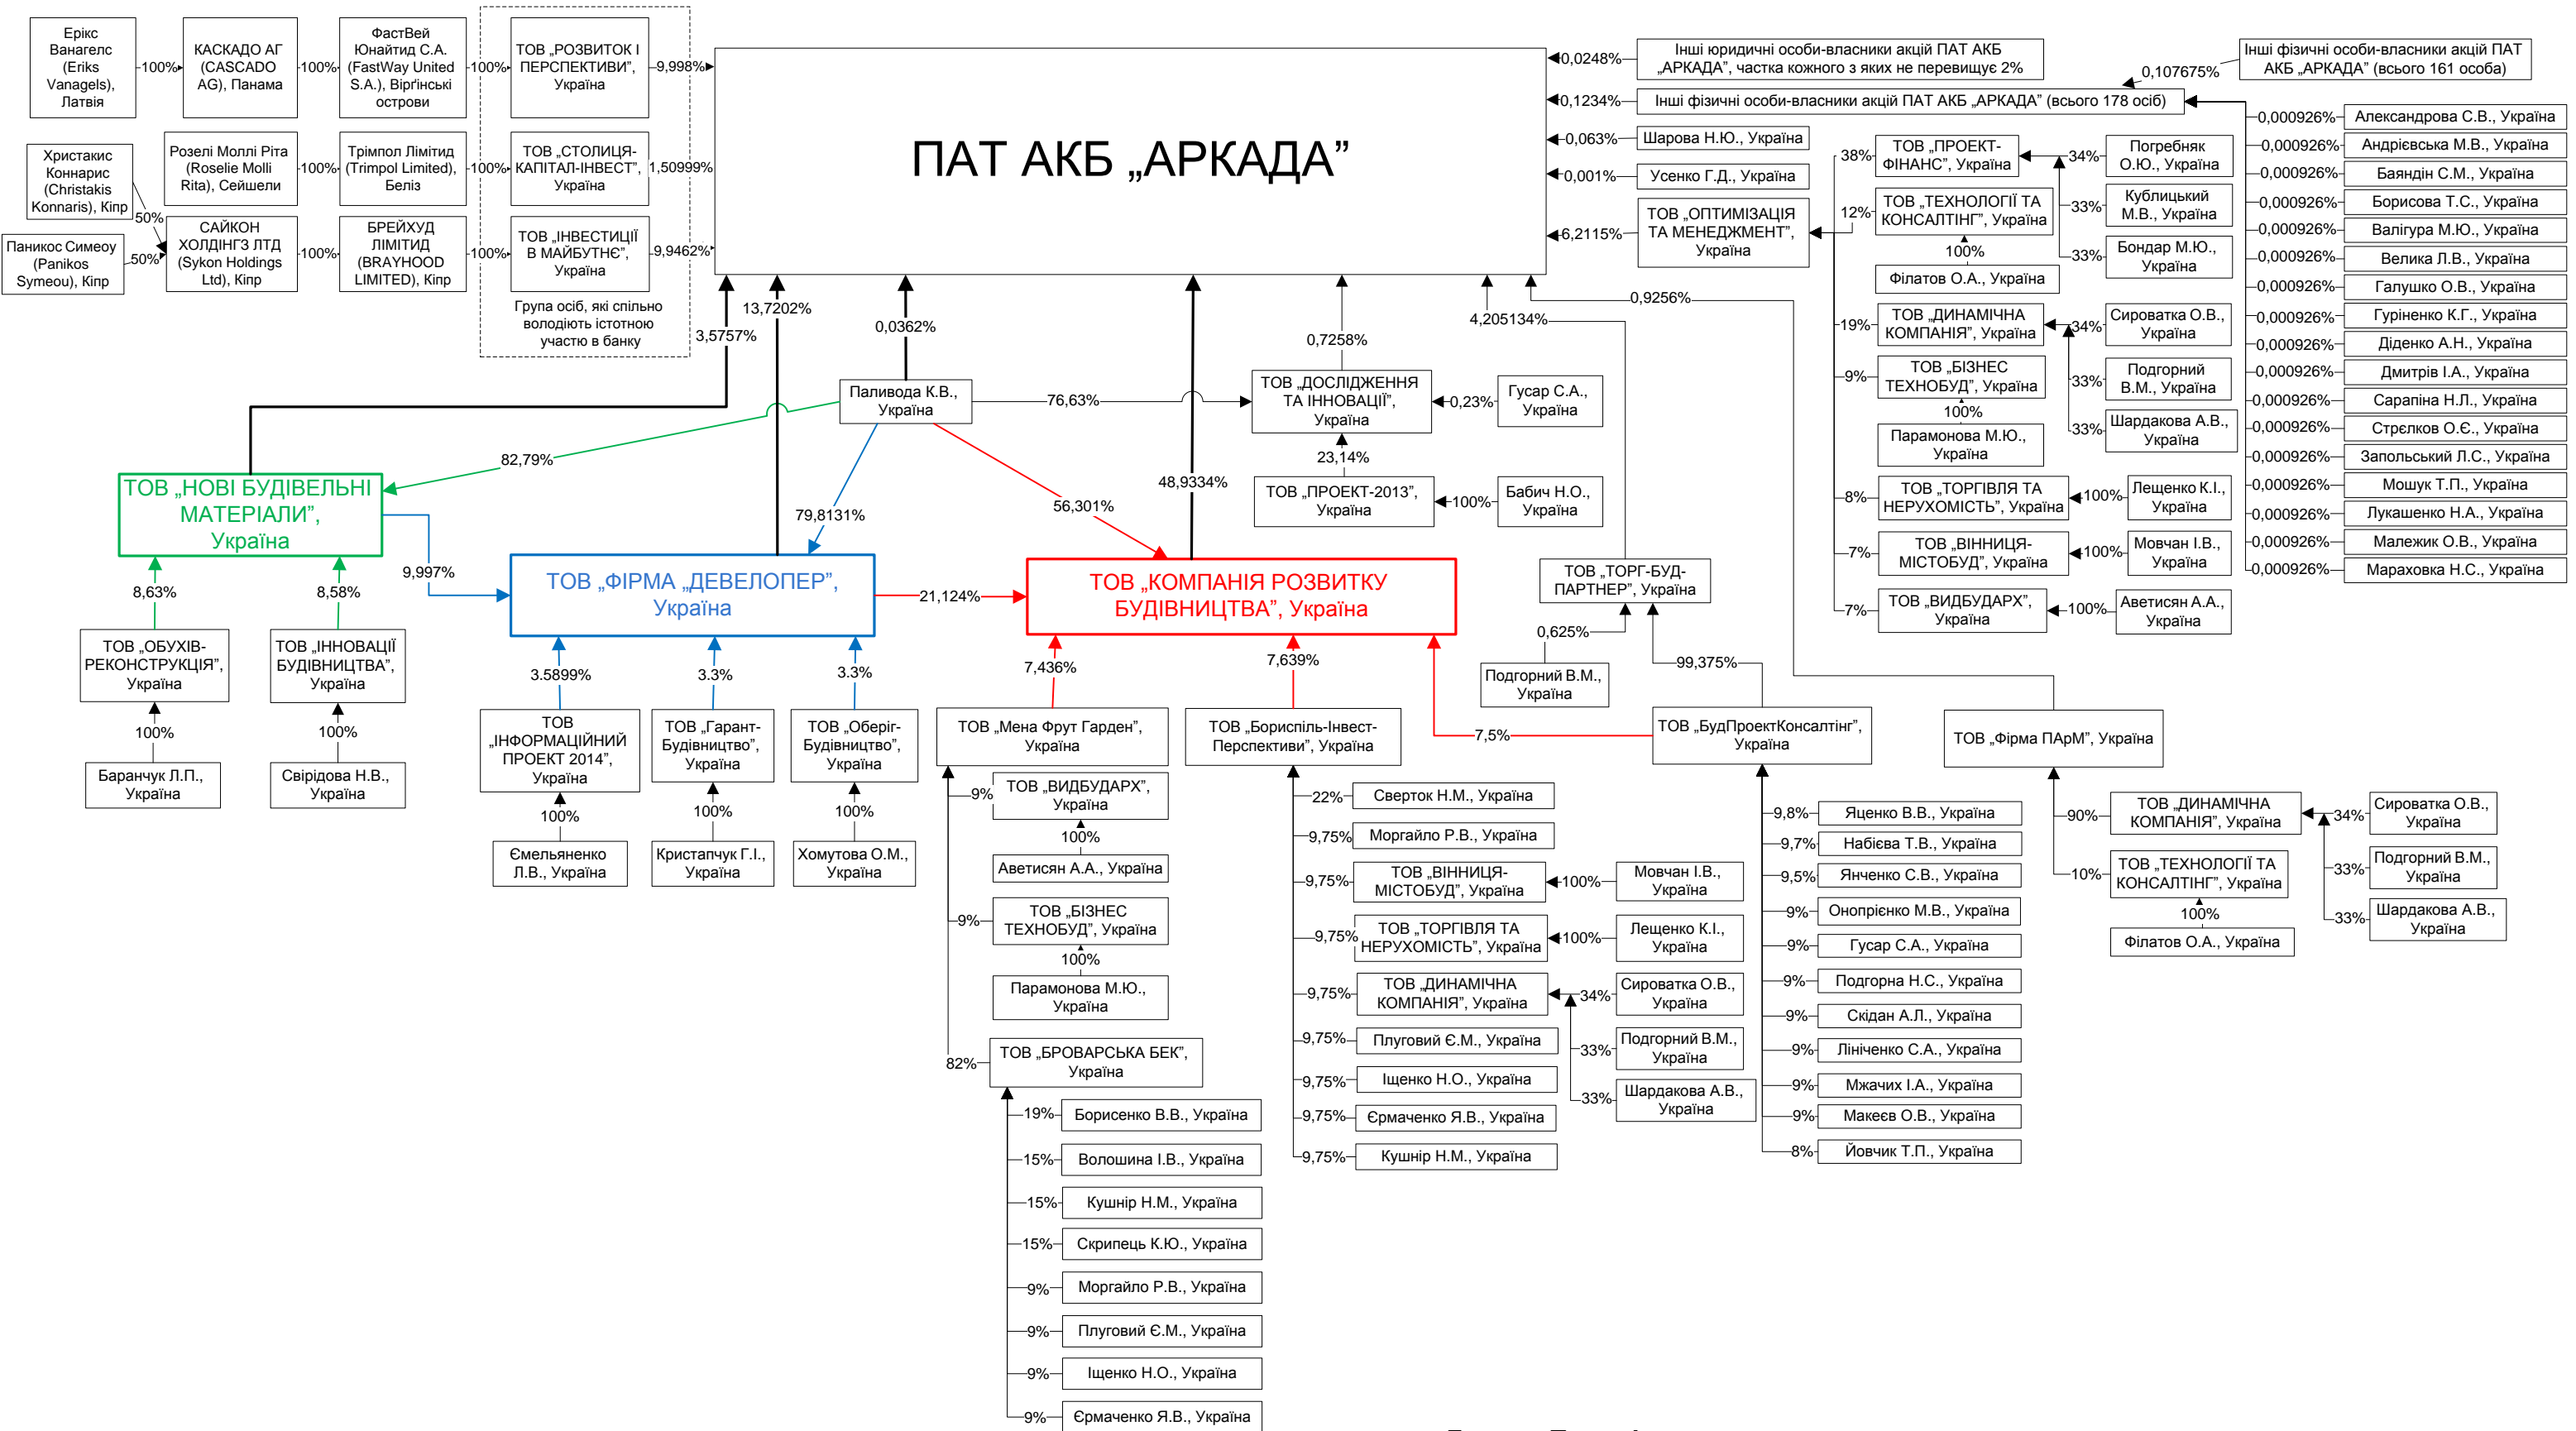 Ерікс
Ванагелс
(Eriks
Vanagels),
Латвія
100%
КАСКАДО АГ
(CASCADO
AG), Панама
100%
ФастВей
Юнайтид С.А.
(FastWay United
S.A.), Вірґінські
острови
100%
ТОВ „РОЗВИТОК І
ПЕРСПЕКТИВИ”,
Україна
9,998%
Христакис
Коннарис
(Christakis
Konnaris), Кіпр
50%
Паникос Симеоу
(Panikos
Symeou), Кіпр
50%
Розелі Моллі Ріта
(Roselie Molli
Rita), Сейшели
100%
Трімпол Лімітид
(Trimpol Limited),
Беліз
100%
ТОВ „СТОЛИЦЯ-
КАПІТАЛ-ІНВЕСТ”,
Україна
1,50999%
САЙКОН
ХОЛДІНГЗ ЛТД
(Sykon Holdings
Ltd), Кіпр
100%
БРЕЙХУД
ЛІМІТИД
(BRAYHOOD
LIMITED), Кіпр
100%
ТОВ „ІНВЕСТИЦІЇ
В МАЙБУТНЄ”,
Україна
9,9462%
Група осіб, які спільно
володіють істотною
участю в банку
ПАТ АКБ „АРКАДА”
0,0248%
Інші юридичні особи-власники акцій ПАТ АКБ
„АРКАДА”, частка кожного з яких не перевищує 2%
0,1234%
Інші фізичні особи-власники акцій ПАТ АКБ „АРКАДА” (всього 178 осіб)
0,107675%
Інші фізичні особи-власники акцій ПАТ
АКБ „АРКАДА” (всього 161 особа)
0,063%
Шарова Н.Ю., Україна
0,001%
Усенко Г.Д., Україна
6,2115%
ТОВ „ОПТИМІЗАЦІЯ
ТА МЕНЕДЖМЕНТ”,
Україна
38%
ТОВ „ПРОЕКТ-
ФІНАНС”, Україна
34%
Погребняк
О.Ю., Україна
33%
Кублицький
М.В., Україна
33%
Бондар М.Ю.,
Україна
12%
ТОВ „ТЕХНОЛОГІЇ ТА
КОНСАЛТІНГ”, Україна
100%
Філатов О.А., Україна
19%
ТОВ „ДИНАМІЧНА
КОМПАНІЯ”, Україна
34%
Сироватка О.В.,
Україна
33%
Подгорний
В.М., Україна
33%
Шардакова А.В.,
Україна
9%
ТОВ „БІЗНЕС
ТЕХНОБУД”, Україна
100%
Парамонова М.Ю.,
Україна
8%
ТОВ „ТОРГІВЛЯ ТА
НЕРУХОМІСТЬ”, Україна
100%
Лещенко К.І.,
Україна
7%
ТОВ „ВІННИЦЯ-
МІСТОБУД”, Україна
100%
Мовчан І.В.,
Україна
7%
ТОВ „ВИДБУДАРХ”,
Україна
100%
Аветисян А.А.,
Україна
0,000926%
Александрова С.В., Україна
0,000926%
Андрієвська М.В., Україна
0,000926%
Баяндін С.М., Україна
0,000926%
Борисова Т.С., Україна
0,000926%
Валігура М.Ю., Україна
0,000926%
Велика Л.В., Україна
0,000926%
Галушко О.В., Україна
0,000926%
Гуріненко К.Г., Україна
0,000926%
Діденко А.Н., Україна
0,000926%
Дмитрів І.А., Україна
0,000926%
Сарапіна Н.Л., Україна
0,000926%
Стрєлков О.Є., Україна
0,000926%
Запольський Л.С., Україна
0,000926%
Мошук Т.П., Україна
0,000926%
Лукашенко Н.А., Україна
0,000926%
Малежик О.В., Україна
0,000926%
Мараховка Н.С., Україна
3,5757%
13,7202%
0,0362%
48,9334%
0,7258%
4,205134%
0,9256%
Паливода К.В.,
Україна
76,63%
ТОВ „ДОСЛІДЖЕННЯ
ТА ІННОВАЦІЇ”,
Україна
0,23%
Гусар С.А.,
Україна
23,14%
ТОВ „ПРОЕКТ-2013”,
Україна
100%
Бабич Н.О.,
Україна
82,79%
79,8131%
56,301%
ТОВ „НОВІ БУДІВЕЛЬНІ
МАТЕРІАЛИ”,
Україна
9,997%
ТОВ „ФІРМА „ДЕВЕЛОПЕР”,
Україна
21,124%
ТОВ „КОМПАНІЯ РОЗВИТКУ
БУДІВНИЦТВА”, Україна
ТОВ „ТОРГ-БУД-
ПАРТНЕР”, Україна
0,625%
Подгорний В.М.,
Україна
99,375%
8,63%
ТОВ „ОБУХІВ-
РЕКОНСТРУКЦІЯ”,
Україна
100%
Баранчук Л.П.,
Україна
8,58%
ТОВ „ІННОВАЦІЇ
БУДІВНИЦТВА”,
Україна
100%
Свірідова Н.В.,
Україна
3.5899%
ТОВ
„ІНФОРМАЦІЙНИЙ
ПРОЕКТ 2014”,
Україна
100%
Ємельяненко
Л.В., Україна
3.3%
ТОВ „Гарант-
Будівництво”,
Україна
100%
Кристапчук Г.І.,
Україна
3.3%
ТОВ „Оберіг-
Будівництво”,
Україна
100%
Хомутова О.М.,
Україна
7,436%
ТОВ „Мена Фрут Гарден”,
Україна
9%
ТОВ „ВИДБУДАРХ”,
Україна
100%
Аветисян А.А., Україна
9%
ТОВ „БІЗНЕС
ТЕХНОБУД”, Україна
100%
Парамонова М.Ю.,
Україна
82%
ТОВ „БРОВАРСЬКА БЕК”,
Україна
19%
Борисенко В.В., Україна
15%
Волошина І.В., Україна
15%
Кушнір Н.М., Україна
15%
Скрипець К.Ю., Україна
9%
Моргайло Р.В., Україна
9%
Плуговий Є.М., Україна
9%
Іщенко Н.О., Україна
9%
Єрмаченко Я.В., Україна
7,639%
ТОВ „Бориспіль-Інвест-
Перспективи”, Україна
22%
Сверток Н.М., Україна
9,75%
Моргайло Р.В., Україна
9,75%
ТОВ „ВІННИЦЯ-
МІСТОБУД”, Україна
100%
Мовчан І.В.,
Україна
9,75%
ТОВ „ТОРГІВЛЯ ТА
НЕРУХОМІСТЬ”, Україна
100%
Лещенко К.І.,
Україна
9,75%
ТОВ „ДИНАМІЧНА
КОМПАНІЯ”, Україна
34%
Сироватка О.В.,
Україна
33%
Подгорний В.М.,
Україна
33%
Шардакова А.В.,
Україна
9,75%
Плуговий Є.М., Україна
9,75%
Іщенко Н.О., Україна
9,75%
Єрмаченко Я.В., Україна
9,75%
Кушнір Н.М., Україна
7,5%
ТОВ „БудПроектКонсалтінг”,
Україна
9,8%
Яценко В.В., Україна
9,7%
Набієва Т.В., Україна
9,5%
Янченко С.В., Україна
9%
Онопрієнко М.В., Україна
9%
Гусар С.А., Україна
9%
Подгорна Н.С., Україна
9%
Скідан А.Л., Україна
9%
Лініченко С.А., Україна
9%
Мжачих І.А., Україна
9%
Макеєв О.В., Україна
8%
Йовчик Т.П., Україна
ТОВ „Фірма ПАрМ”, Україна
90%
ТОВ „ДИНАМІЧНА
КОМПАНІЯ”, Україна
34%
Сироватка О.В.,
Україна
33%
Подгорний В.М.,
Україна
33%
Шардакова А.В.,
Україна
10%
ТОВ „ТЕХНОЛОГІЇ ТА
КОНСАЛТІНГ”, Україна
100%
Філатов О.А., Україна